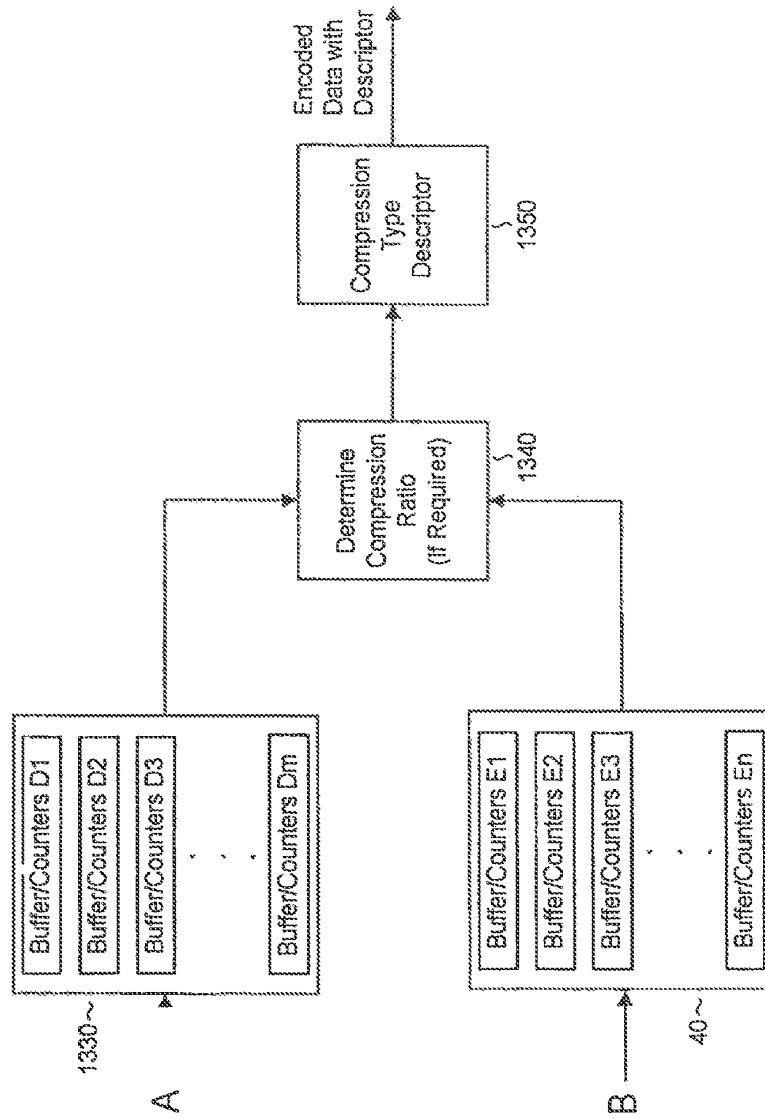 A
1330
Buffer/Counters D1
Buffer/Counters D2
Buffer/Counters D3
. . .
Buffer/Counters Dm
B
40
Buffer/Counters E1
Buffer/Counters E2
Buffer/Counters E3
. . .
Buffer/Counters En
Determine
Compression
Ratio
(If Required)
1340
Compression
Type
Descriptor
1350
Encoded
Data with
Descriptor